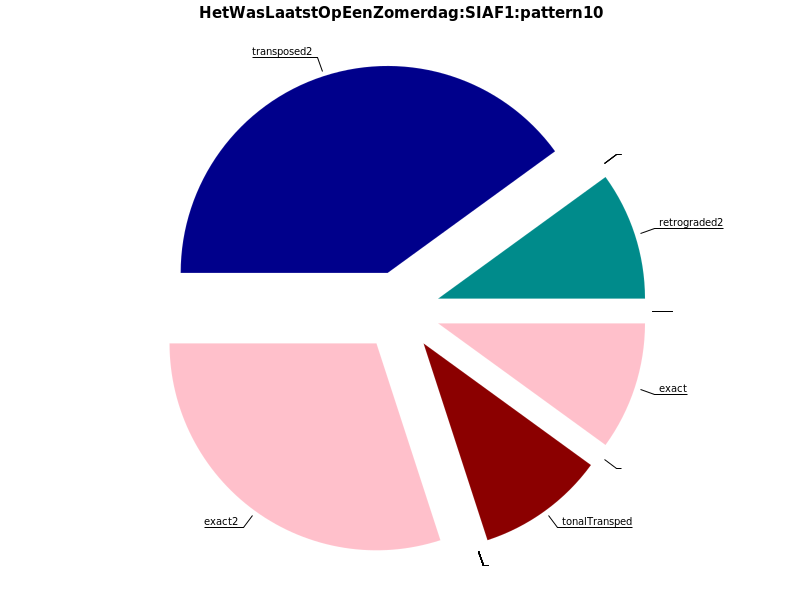 HetWasLaatstOpEenZomerdag:SIAF1:pattern10
transposed2
retrograded2
exact
tonalTransped
exact2